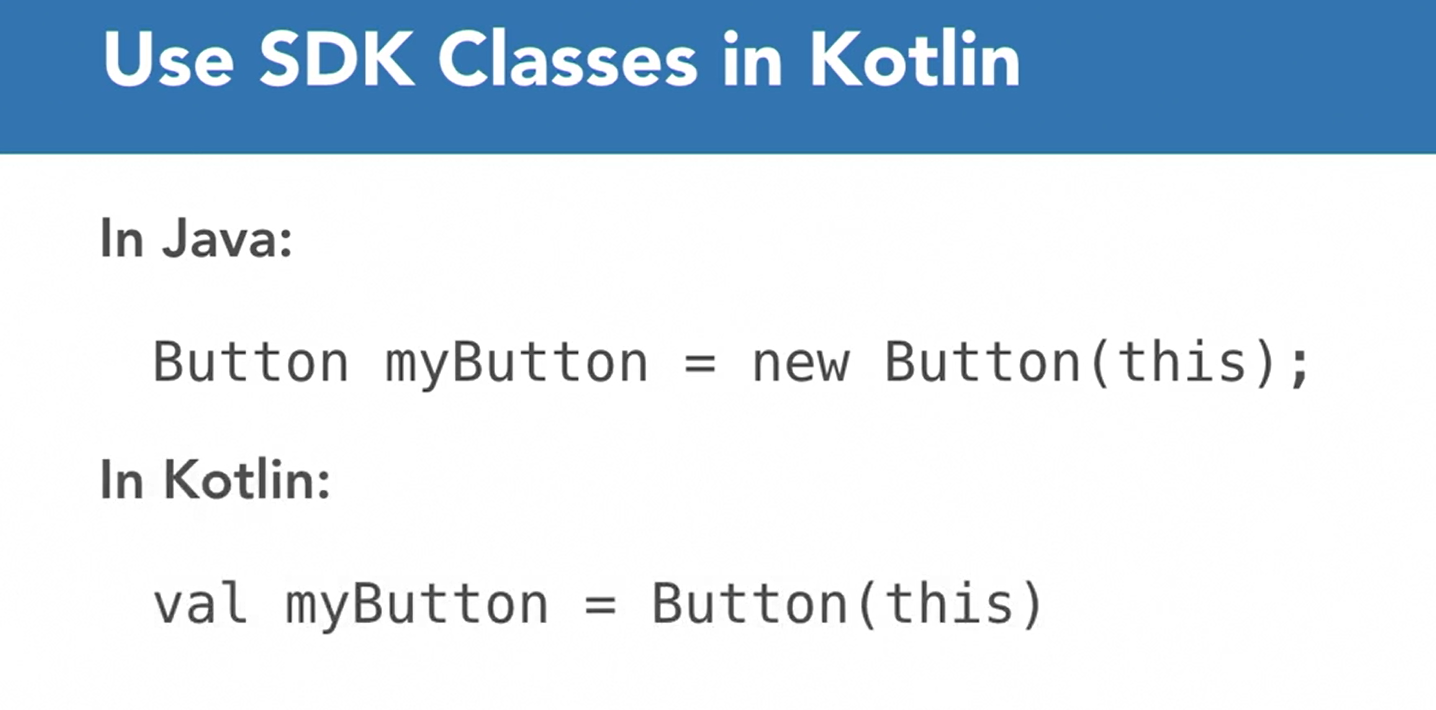 Use SDK Classes in Kotlin
In Java:
Button myButton = new Button(this);
In Kotlin:
val myButton = Button(this)